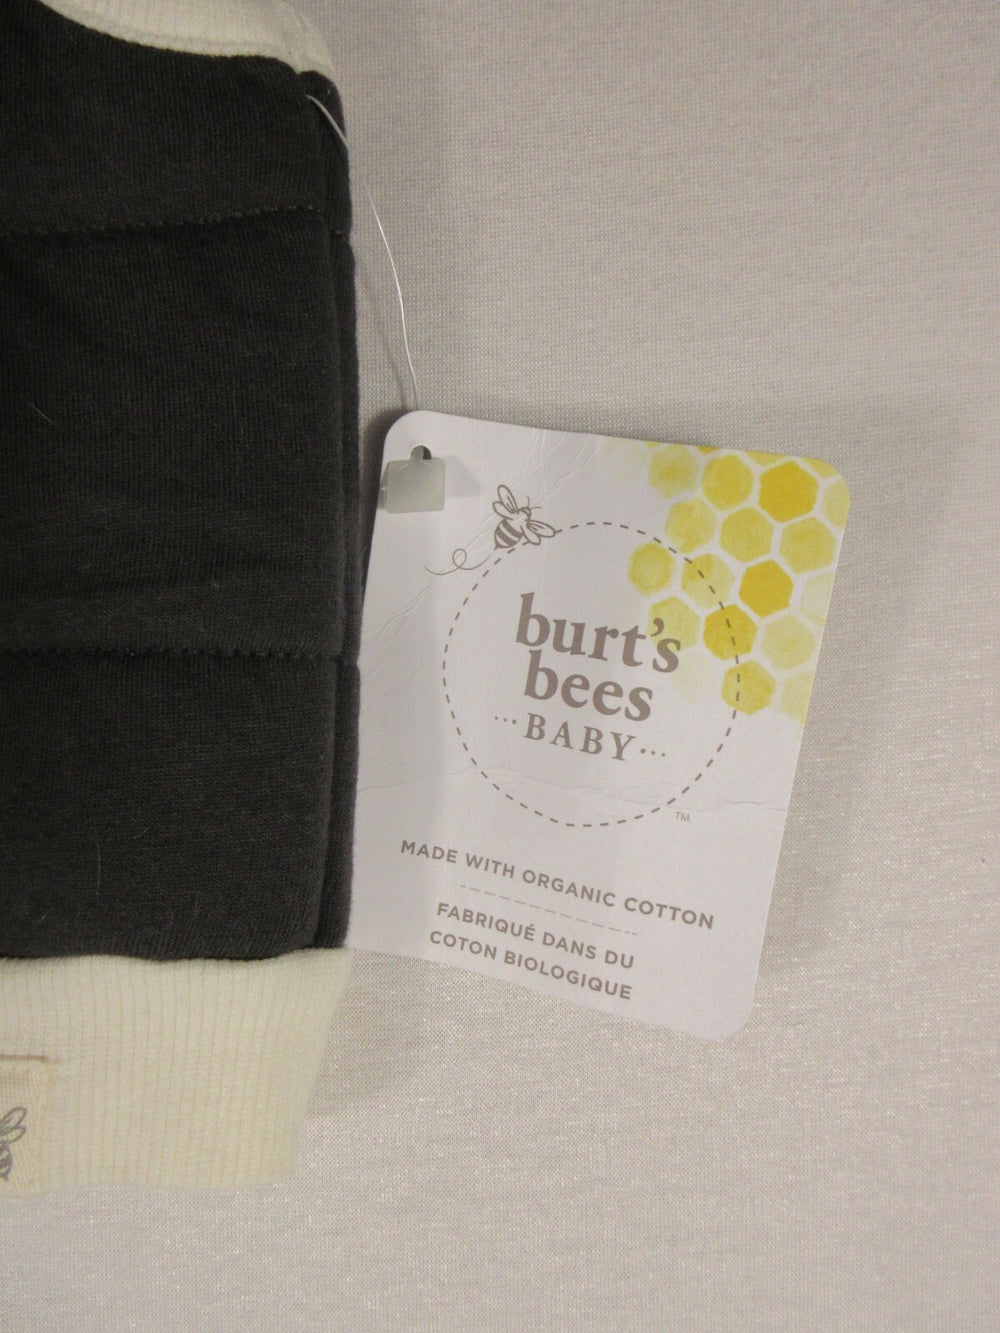 burt's
bees
...BABY...
TM
MADE WITH ORGANIC COTTON
FABRIQUÉ DANS DU
COTON BIOLOGIQUE